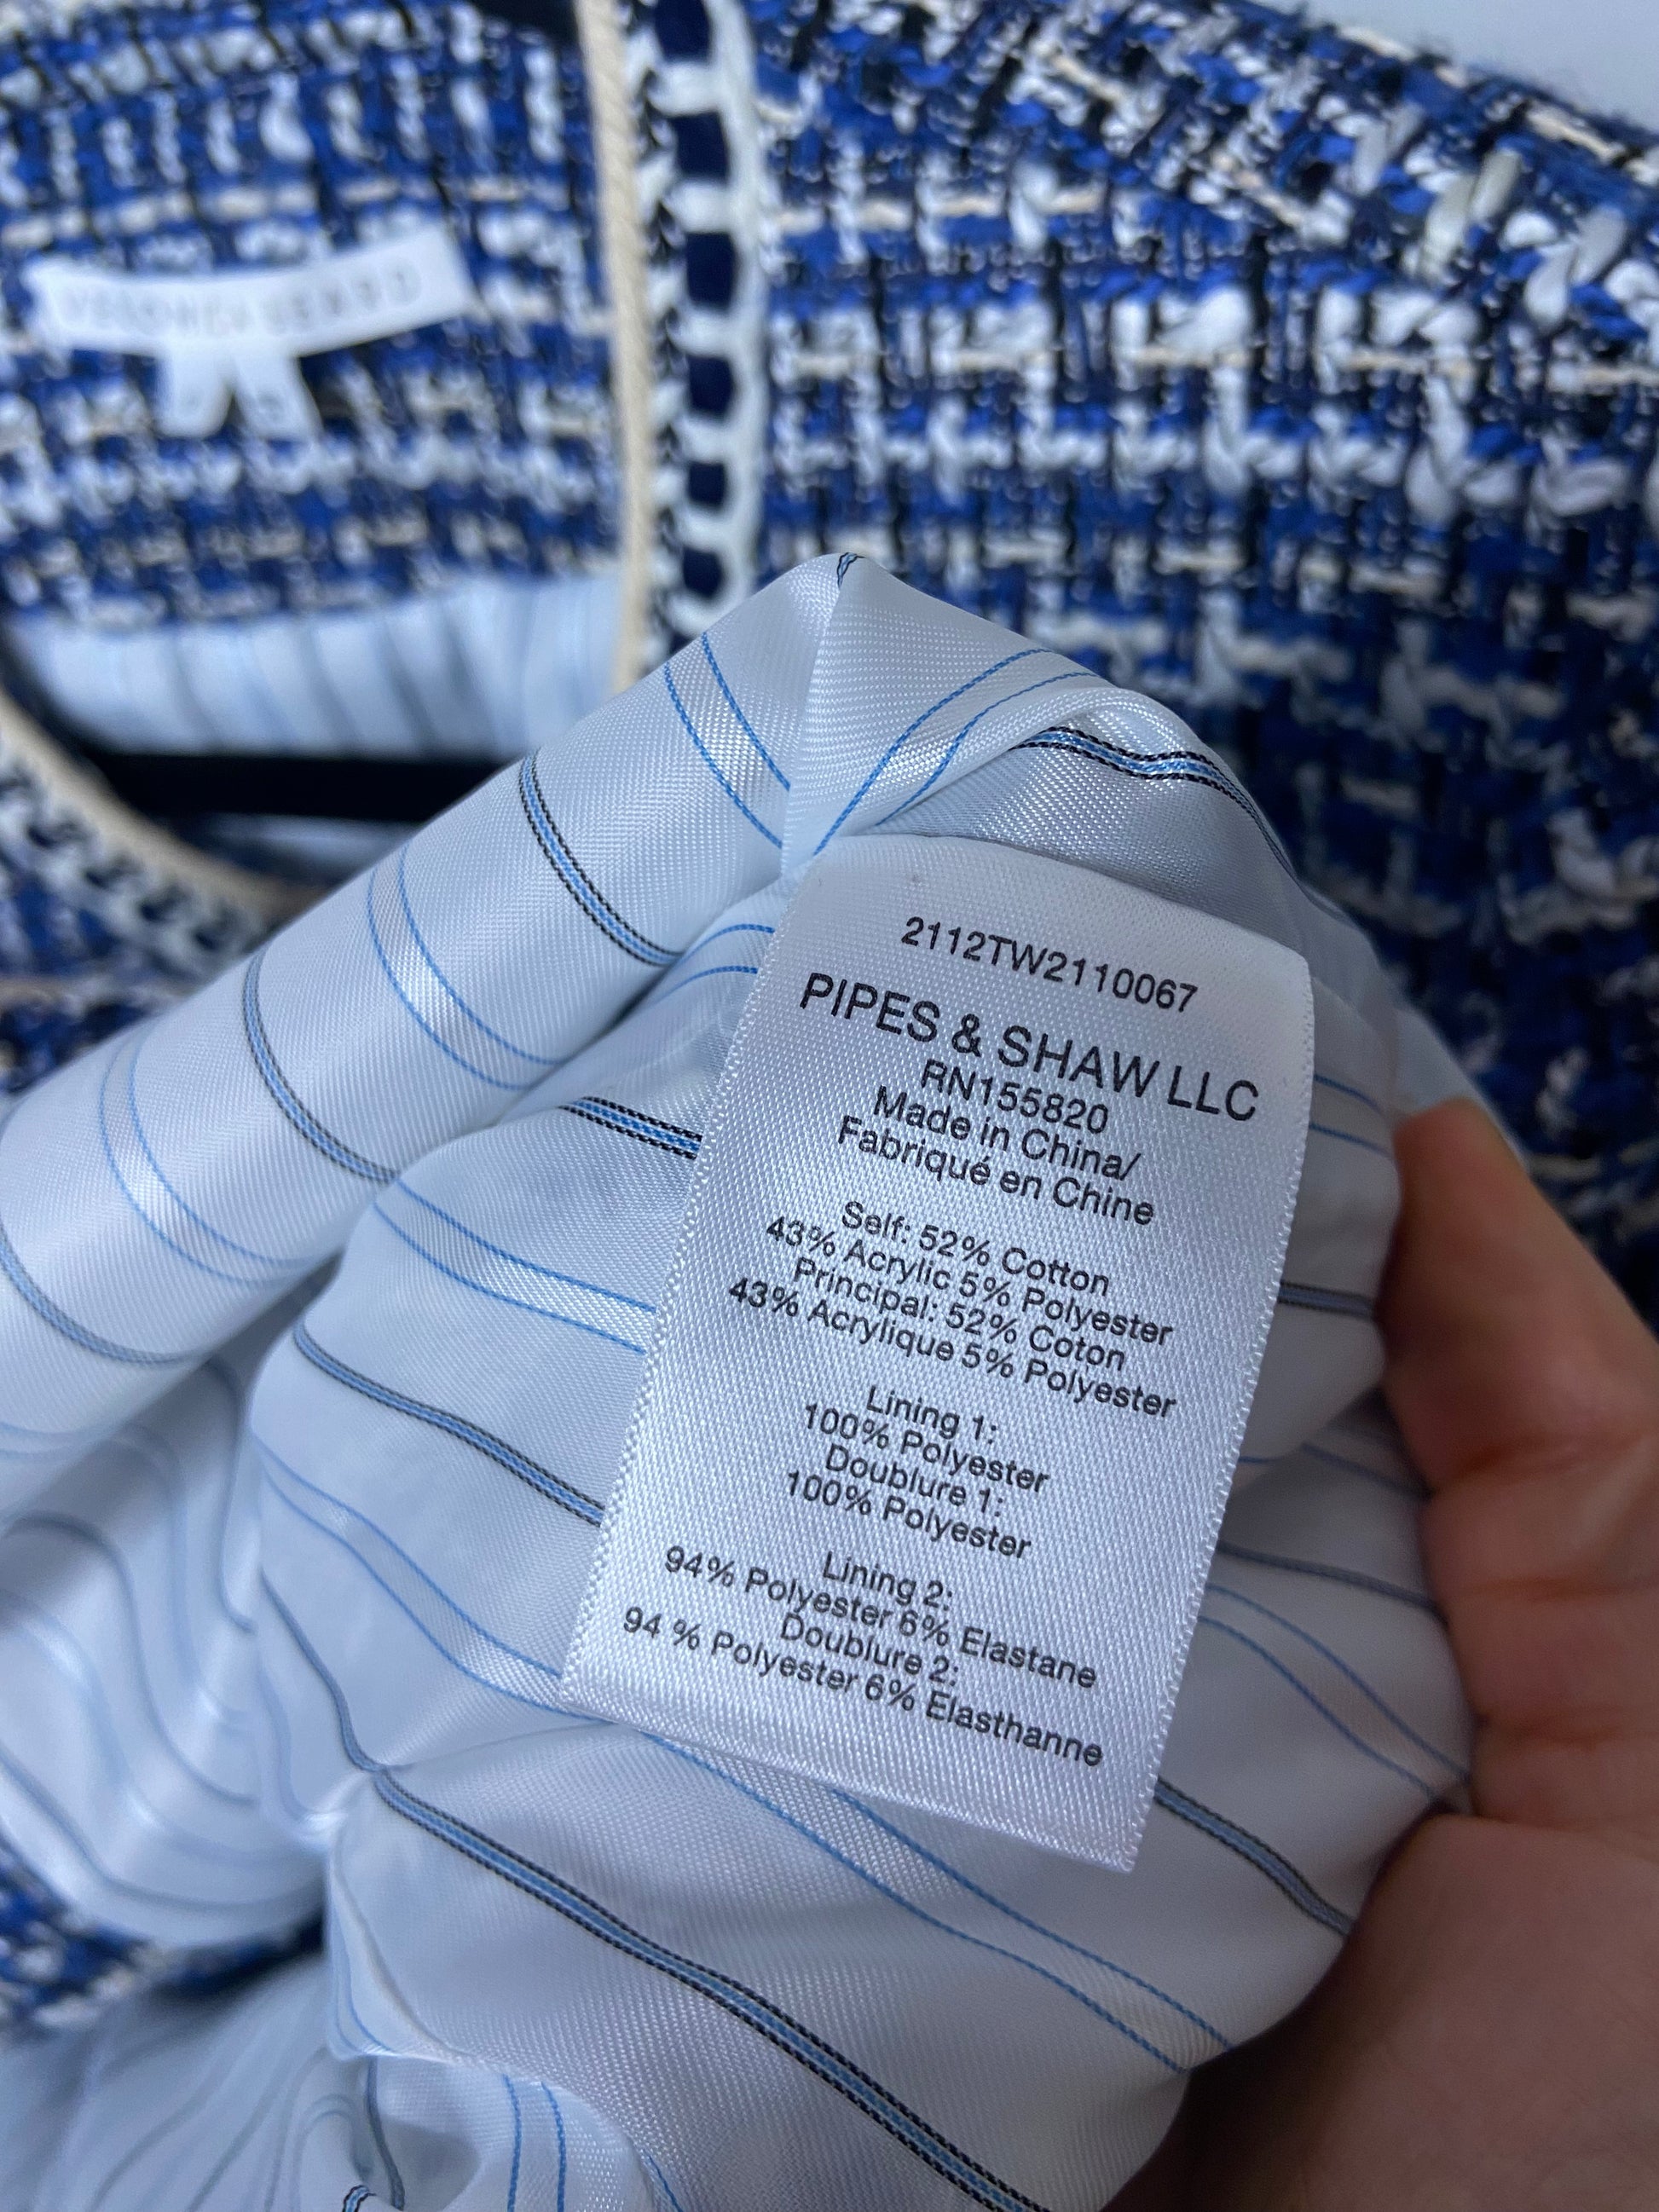 VERONICA BEARD
2112TW2110067
PIPES & SHAW LLC
RN155820
Made in China/
Fabriqué en Chine
Self: 52% Cotton
43% Acrylic 5% Polyester
Principal: 52% Coton
43% Acrylique 5% Polyester
Lining 1:
100% Polyester
Doublure 1:
100% Polyester
Lining 2:
94% Polyester 6% Elastane
Doublure 2:
94 % Polyester 6% Elasthanne